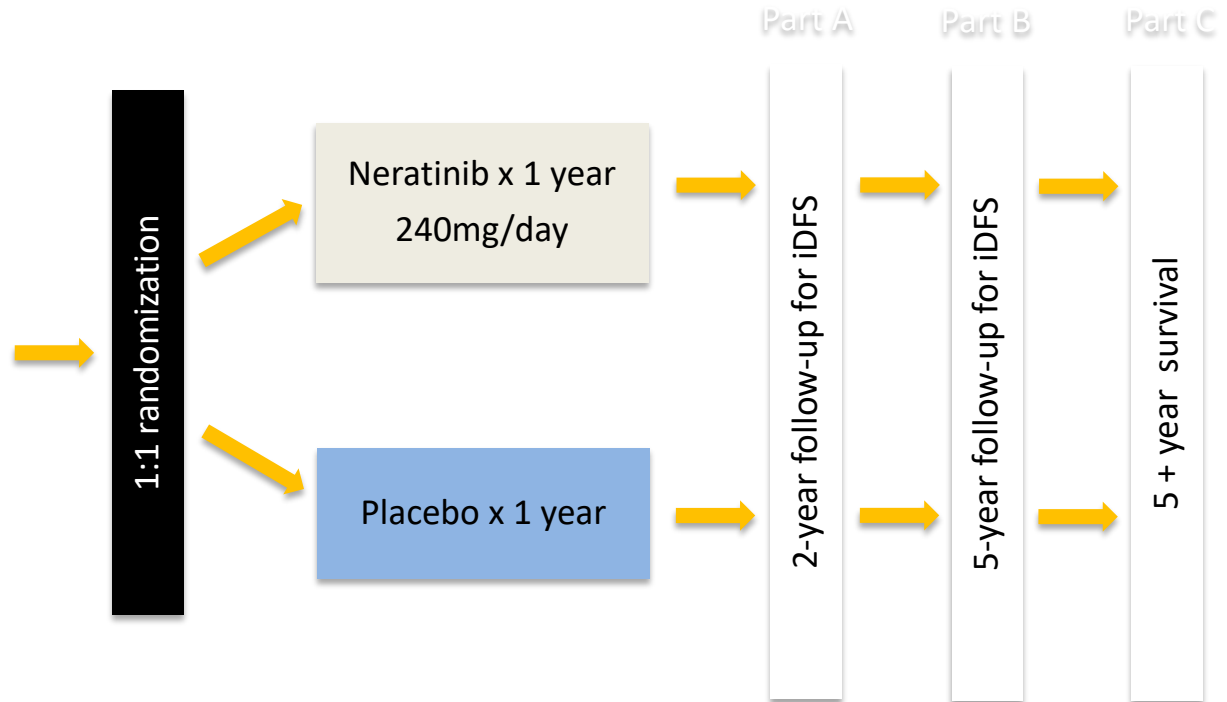 Part A
Part B
Part C
1:1 randomization
Neratinib x 1 year
240mg/day
Placebo x 1 year
2-year follow-up for iDFS
5-year follow-up for iDFS
5 + year survival